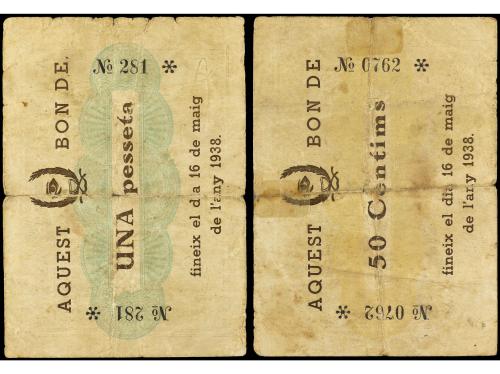 № 281 *
AQUEST BON DE
UNA pesseta
fineix el dia 16 de maig
de l'any 1938.
* № 281
№ 0762 *
AQUEST BON DE
50 Centims
fineix el dia 16 de maig
de l'any 1938.
* № 0762